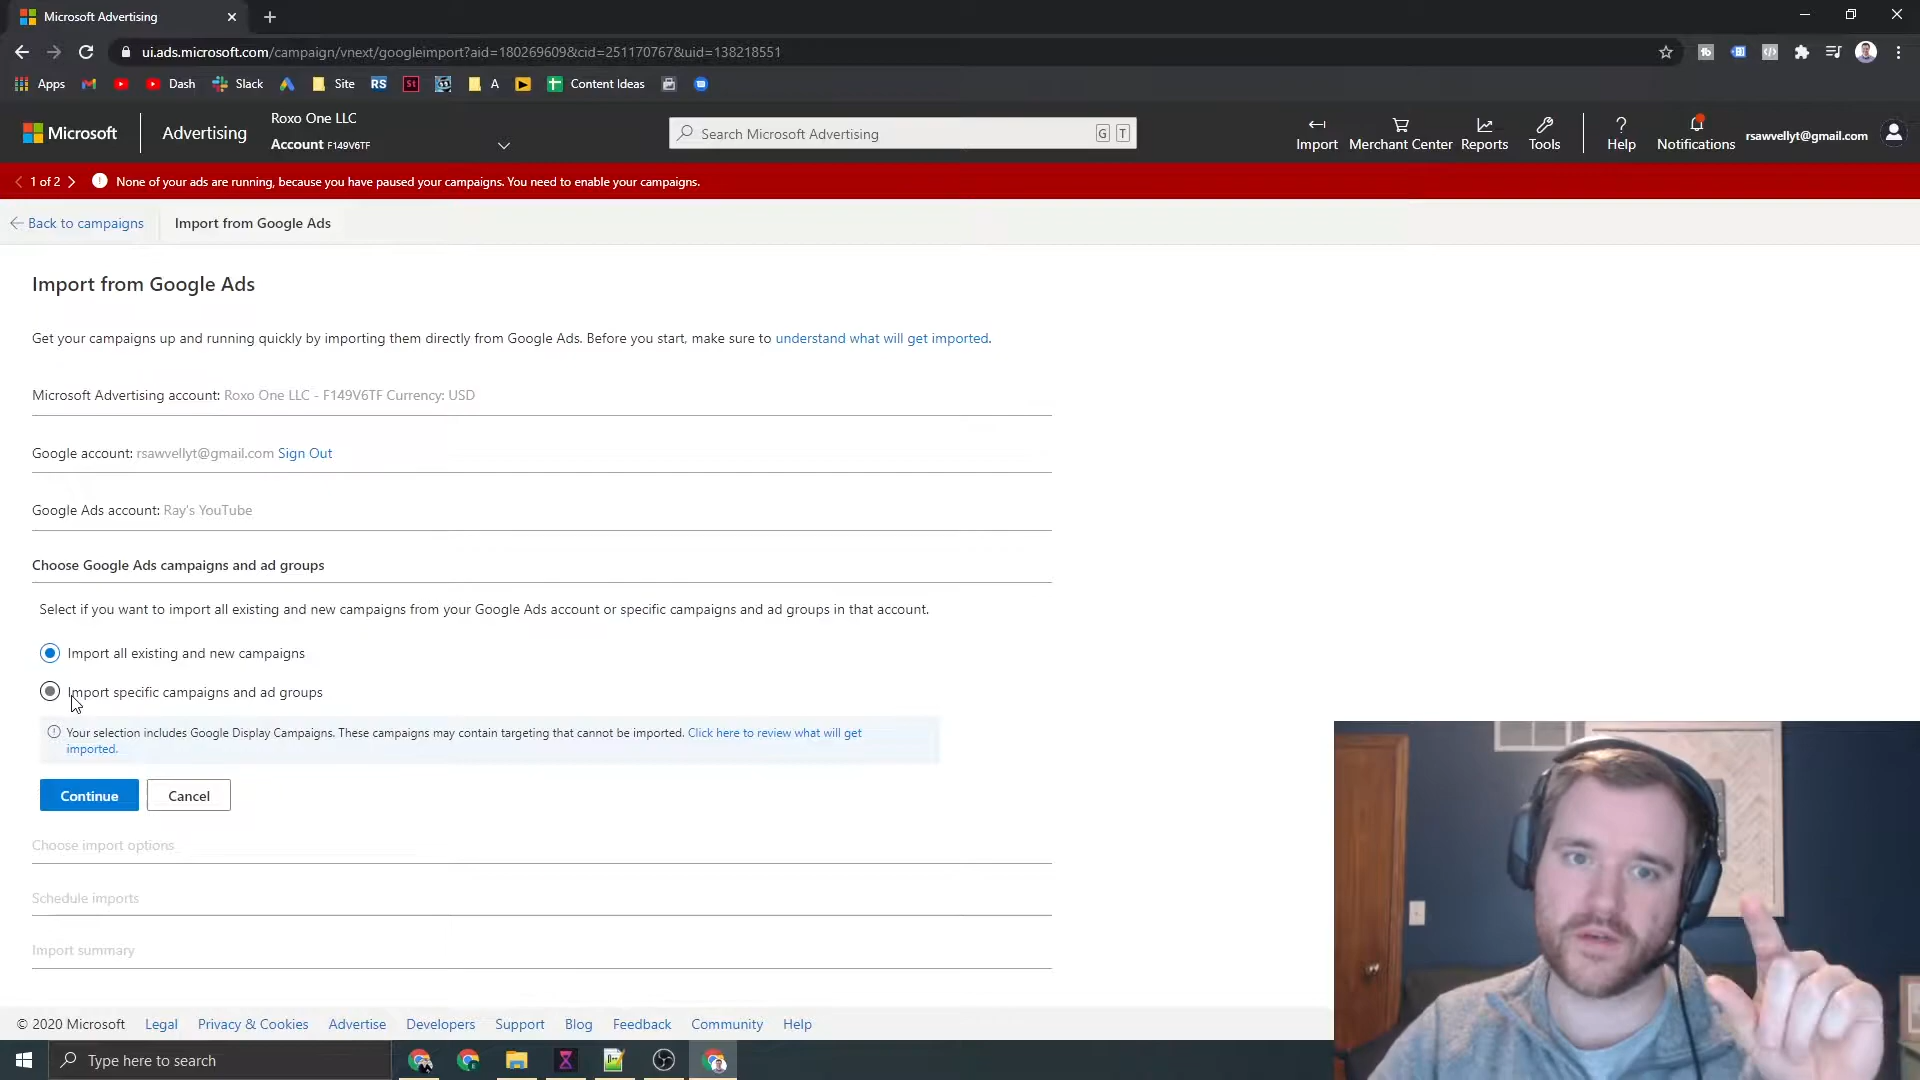 Microsoft Advertising
ui.ads.microsoft.com/campaign/vnext/googleimport?aid=180269609&cid=251170767&uid=138218551
Apps
Dash
Slack
Site
RS
St
A
Content Ideas
Microsoft
Advertising
Roxo One LLC
Account F149V6TF
Search Microsoft Advertising
G T
Import
Merchant Center
Reports
Tools
Help
Notifications
rsawvellyt@gmail.com
1 of 2
None of your ads are running, because you have paused your campaigns. You need to enable your campaigns.
Back to campaigns
Import from Google Ads
Import from Google Ads
Get your campaigns up and running quickly by importing them directly from Google Ads. Before you start, make sure to understand what will get imported.
Microsoft Advertising account: Roxo One LLC - F149V6TF Currency: USD
Google account: rsawvellyt@gmail.com Sign Out
Google Ads account: Ray's YouTube
Choose Google Ads campaigns and ad groups
Select if you want to import all existing and new campaigns from your Google Ads account or specific campaigns and ad groups in that account.
Import all existing and new campaigns
Import specific campaigns and ad groups
Your selection includes Google Display Campaigns. These campaigns may contain targeting that cannot be imported. Click here to review what will get
imported.
Continue
Cancel
Choose import options
Schedule imports
Import summary
© 2020 Microsoft Legal Privacy & Cookies Advertise Developers Support Blog Feedback Community Help
Type here to search